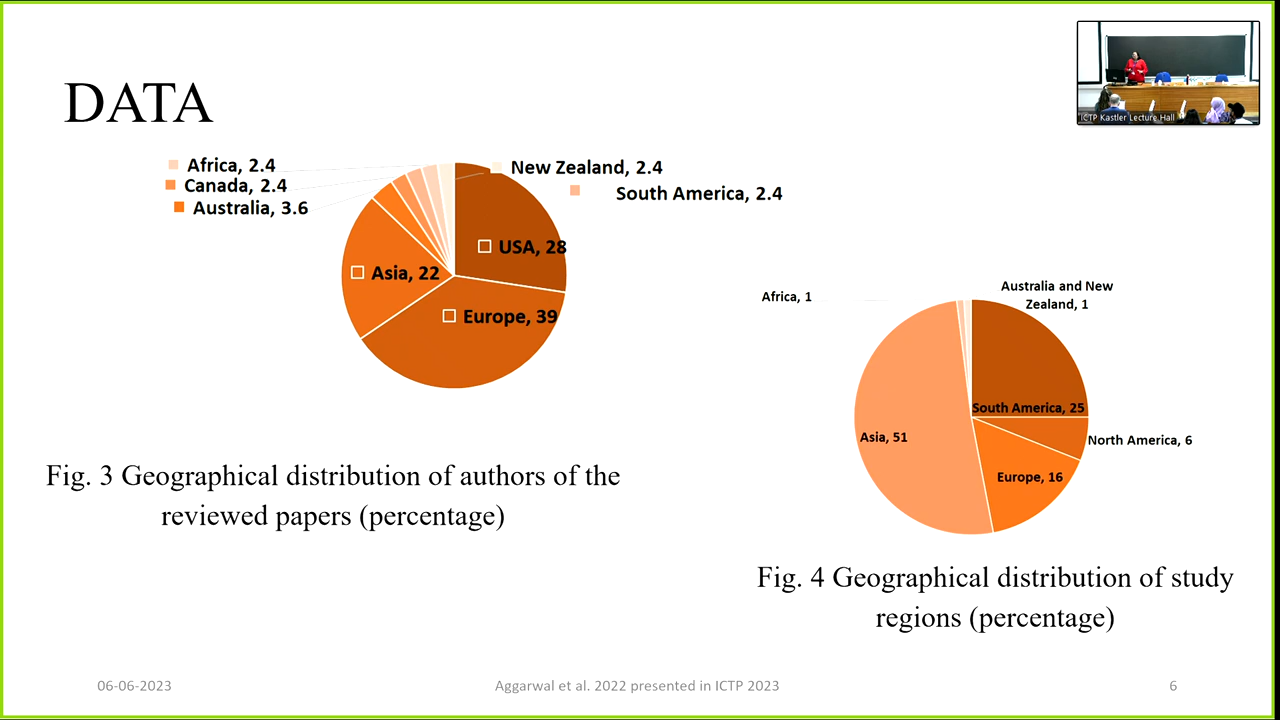 DATA
ICTP Kastler Lecture Hall
Africa, 2.4
Canada, 2.4
Australia, 3.6
New Zealand, 2.4
South America, 2.4
USA, 28
Asia, 22
Europe, 39
Fig. 3 Geographical distribution of authors of the
reviewed papers (percentage)
Africa, 1
Australia and New
Zealand, 1
South America, 25
Asia, 51
North America, 6
Europe, 16
Fig. 4 Geographical distribution of study
regions (percentage)
06-06-2023
Aggarwal et al. 2022 presented in ICTP 2023
6